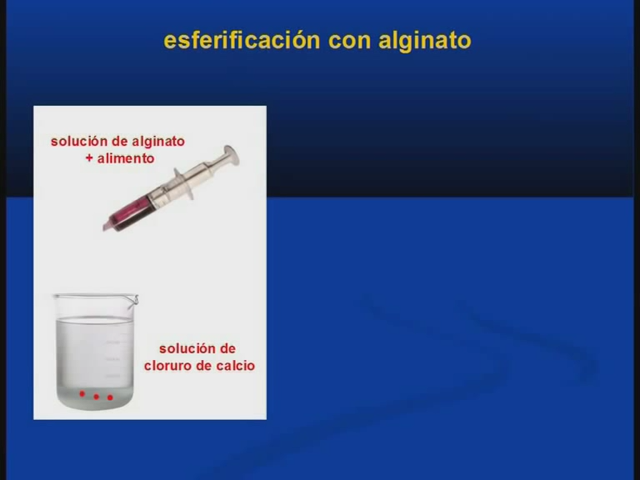 esferificación con alginato
solución de alginato
+ alimento
solución de
cloruro de calcio